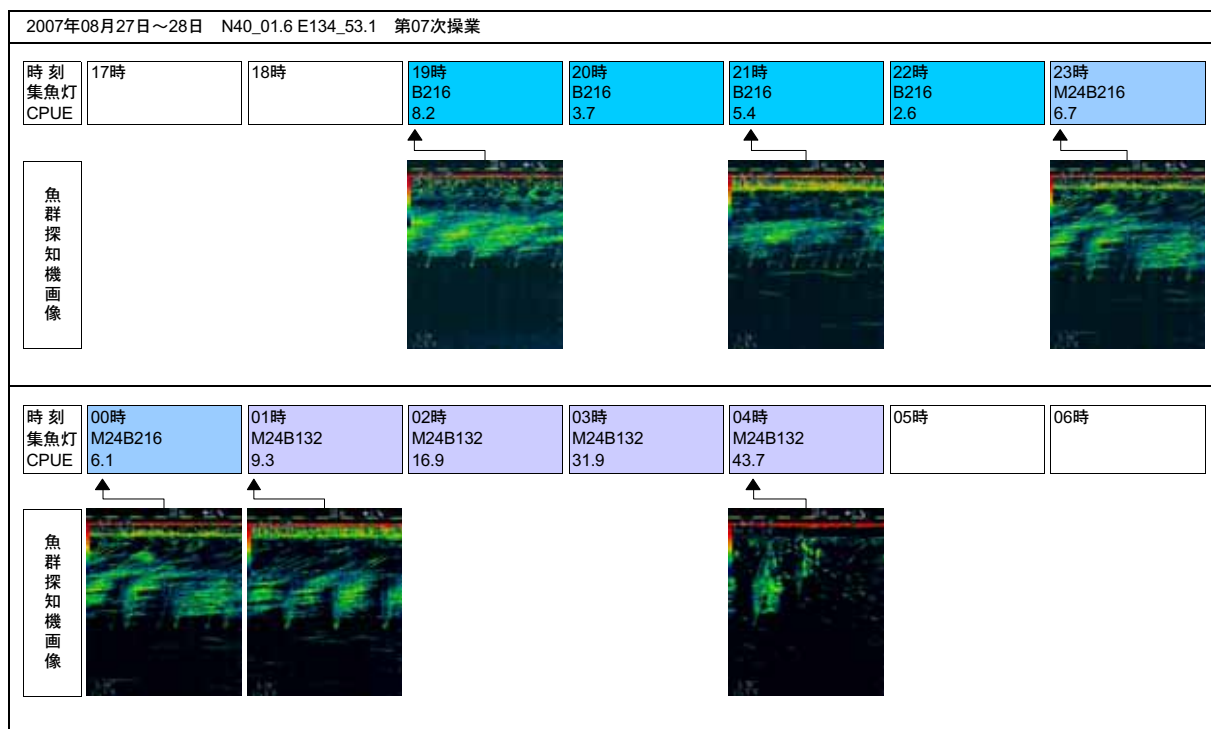 2007年08月27日～28日 N40_01.6 E134_53.1 第07次操業
時刻
集魚灯
CPUE
17時
18時
19時
B216
8.2
20時
B216
3.7
21時
B216
5.4
22時
B216
2.6
23時
M24B216
6.7
魚群探知機画像
時刻
集魚灯
CPUE
00時
M24B216
6.1
01時
M24B132
9.3
02時
M24B132
16.9
03時
M24B132
31.9
04時
M24B132
43.7
05時
06時
魚群探知機画像